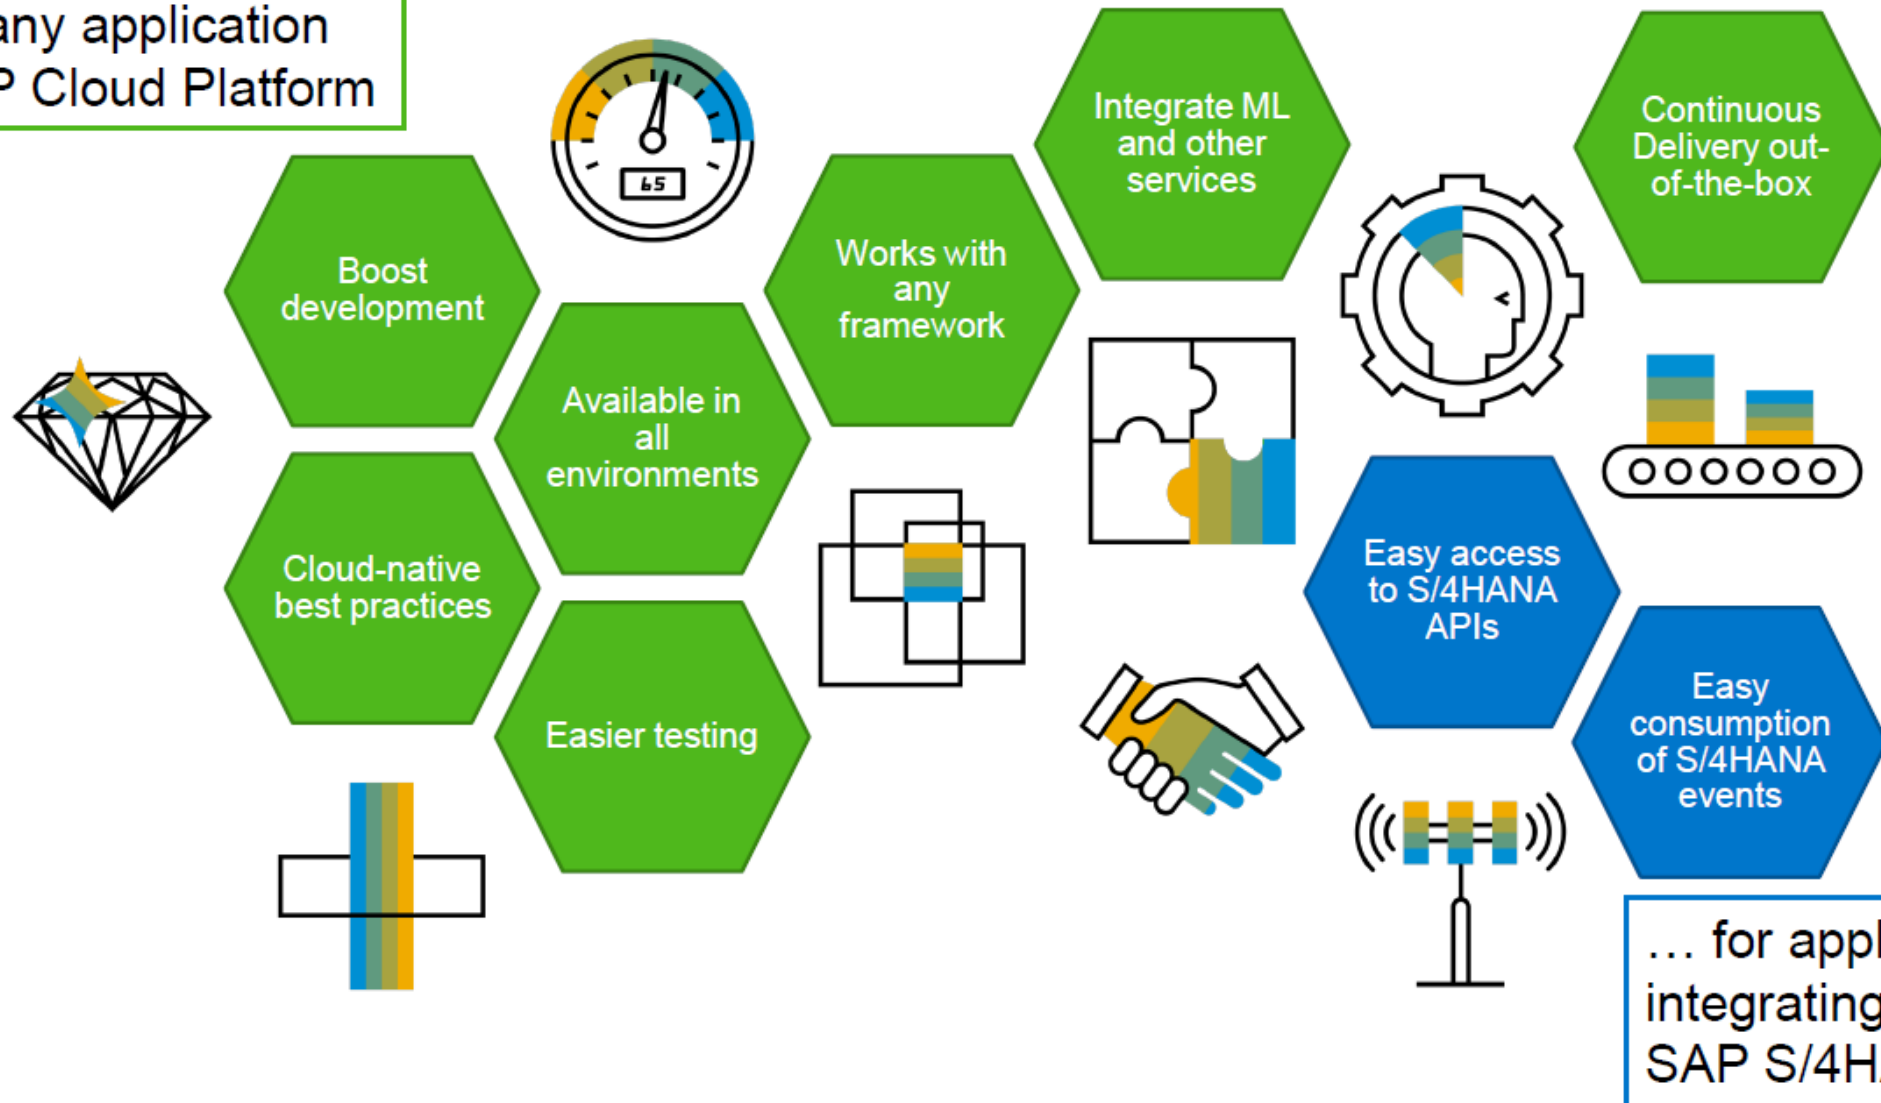 any application
P Cloud Platform
65
Boost
development
Available in
all
environments
Cloud-native
best practices
Easier testing
Works with
any
framework
Integrate ML
and other
services
Continuous
Delivery out-
of-the-box
Easy access
to S/4HANA
APIs
Easy
consumption
of S/4HANA
events
… for appl
integrating
SAP S/4H